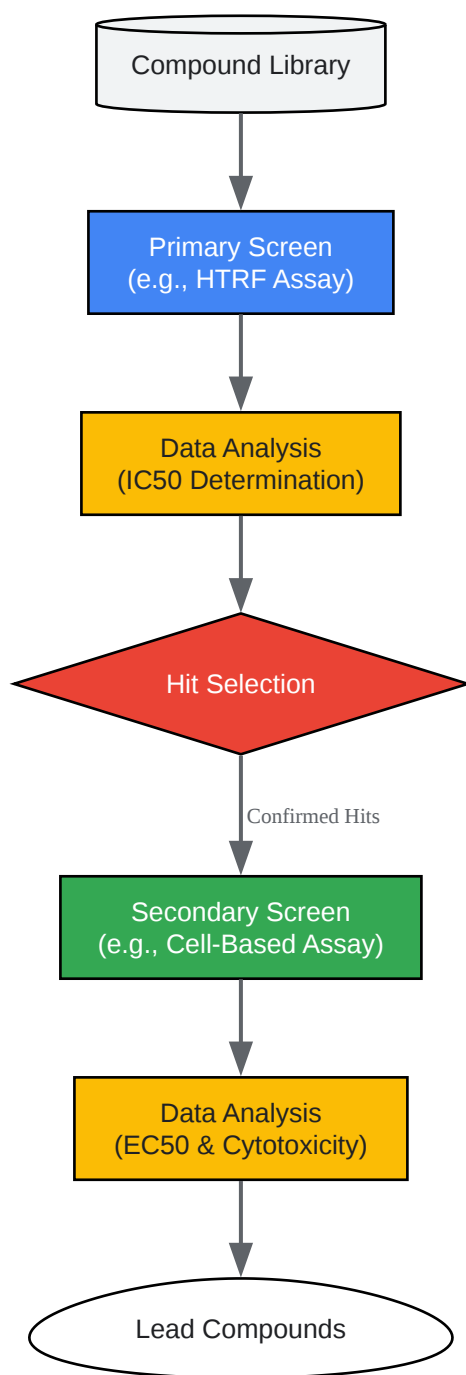 Compound Library
Primary Screen
(e.g., HTRF Assay)
Data Analysis
(IC50 Determination)
Hit Selection
Confirmed Hits
Secondary Screen
(e.g., Cell-Based Assay)
Data Analysis
(EC50 & Cytotoxicity)
Lead Compounds